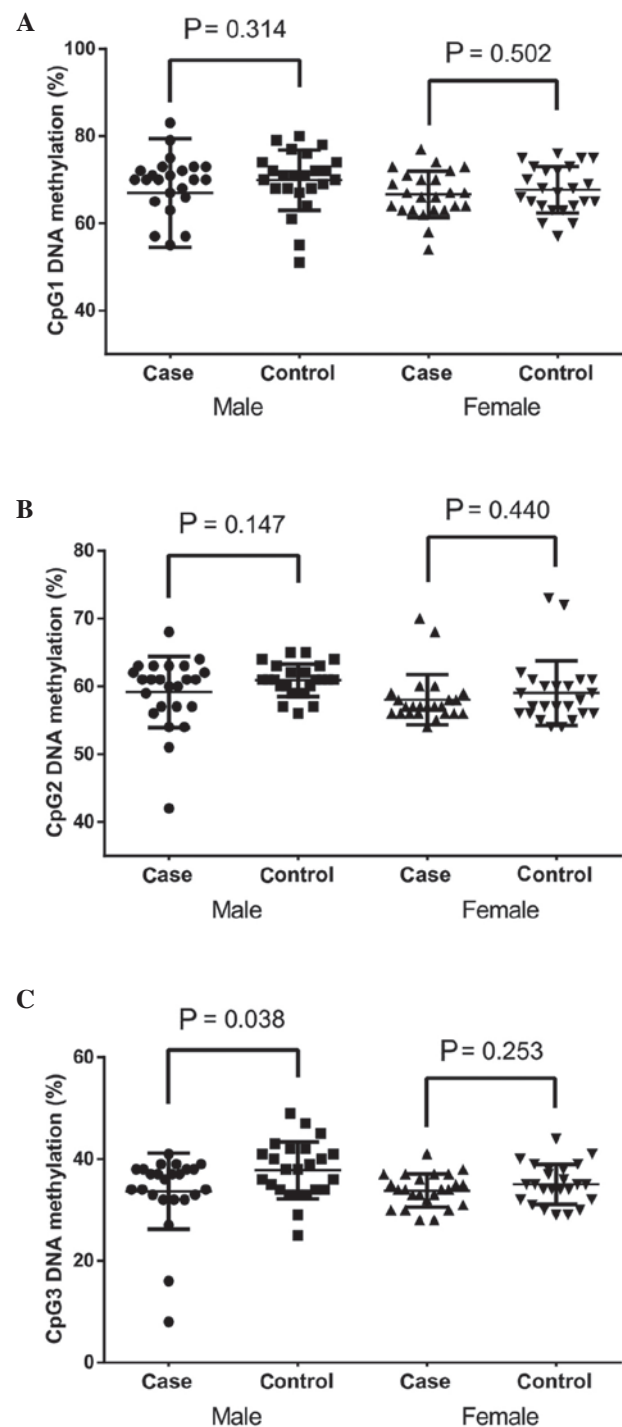 A
P = 0.314
P = 0.502
CpG1 DNA methylation (%)
100
80
60
40
Case
Control
Case
Control
Male
Female
B
P = 0.147
P = 0.440
CpG2 DNA methylation (%)
80
70
60
50
40
Case
Control
Case
Control
Male
Female
C
P = 0.038
P = 0.253
CpG3 DNA methylation (%)
60
40
20
0
Case
Control
Case
Control
Male
Female